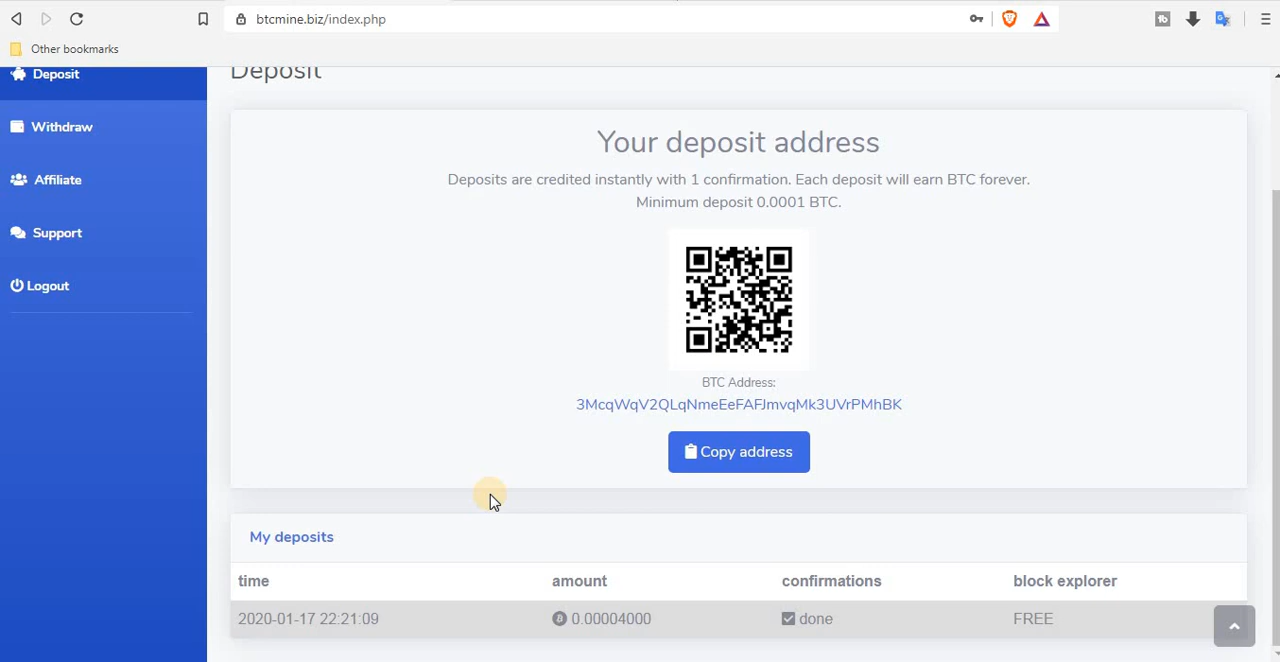 btcmine.biz/index.php
Other bookmarks
Deposit
Withdraw
Affiliate
Support
Logout
Deposit
Your deposit address
Deposits are credited instantly with 1 confirmation. Each deposit will earn BTC forever.
Minimum deposit 0.0001 BTC.
BTC Address:
3McqWqV2QLqNmeEeFAFJmvqMk3UVrPMhBK
Copy address
My deposits
time amount confirmations block explorer
2020-01-17 22:21:09 0.00004000 done FREE